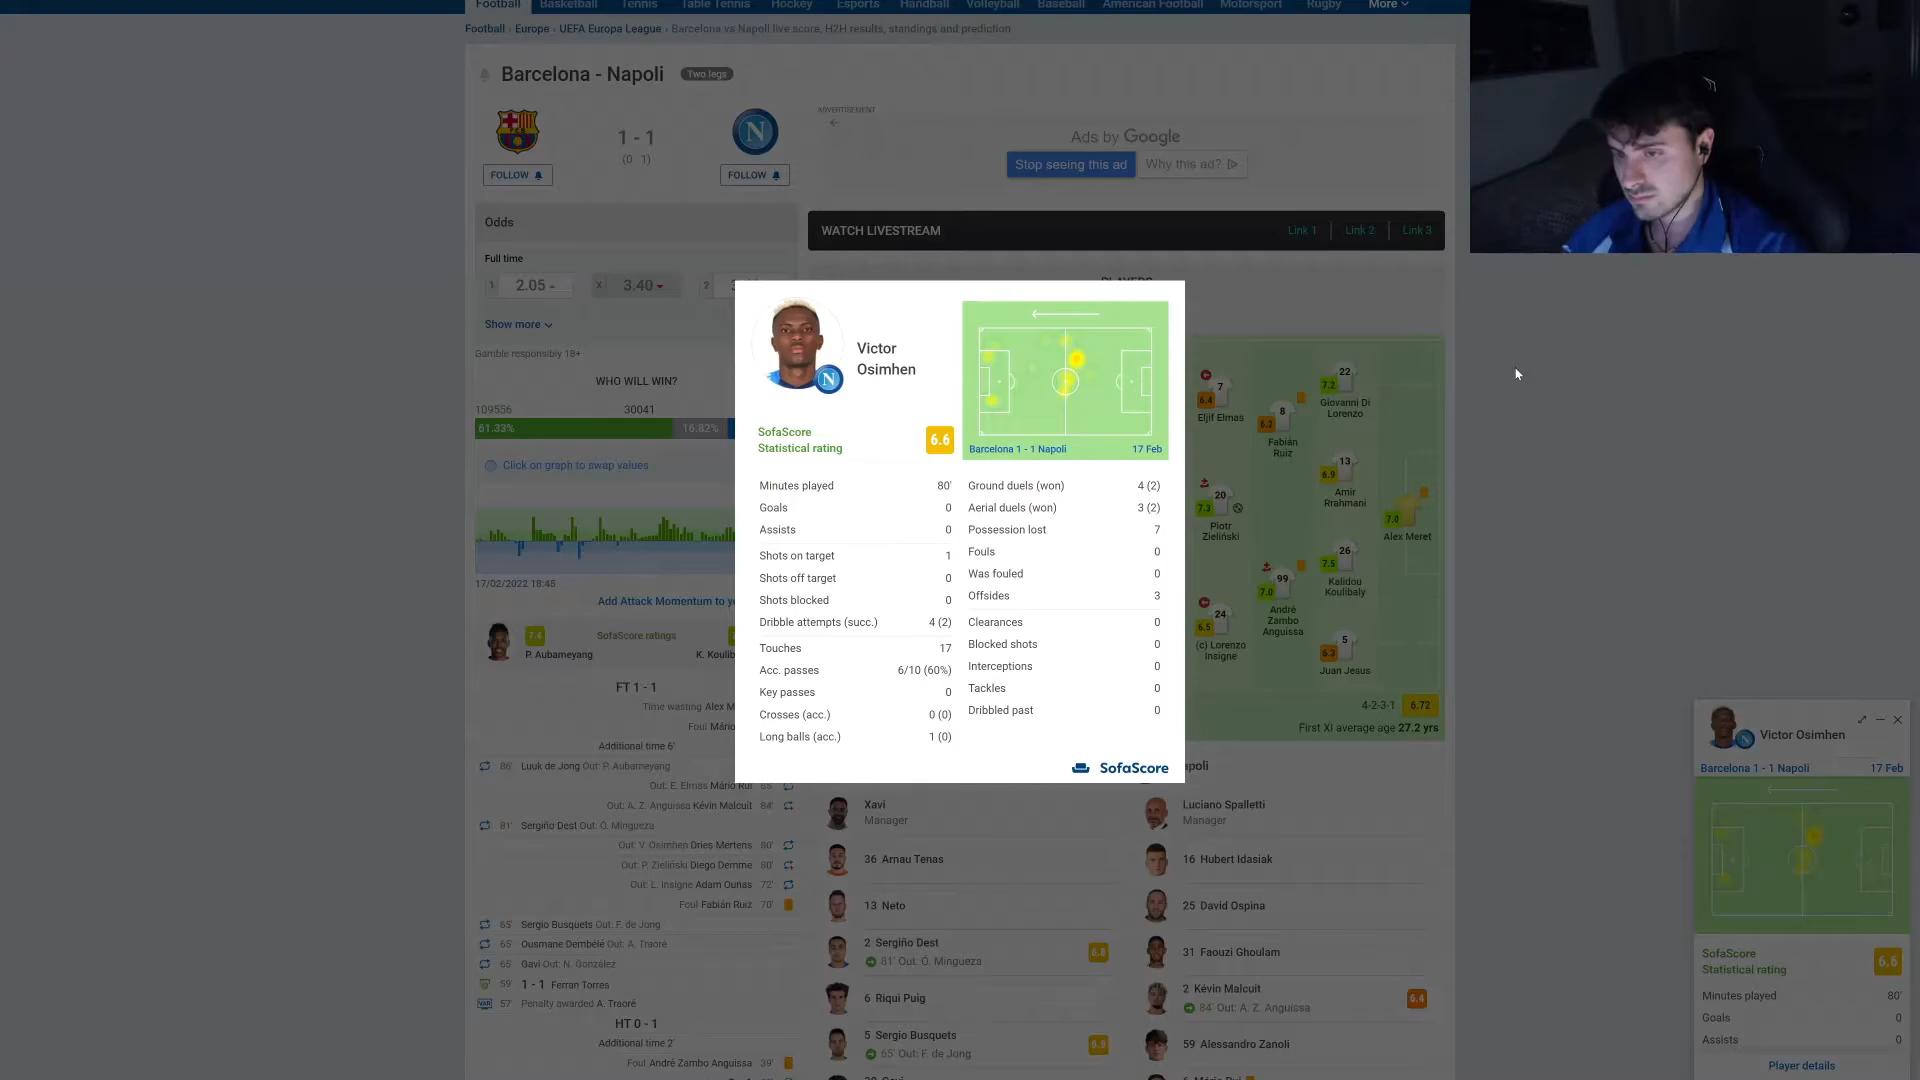 Football
Basketball
Tennis
Table Tennis
Hockey
Esports
Handball
Volleyball
Baseball
American Football
Motorsport
Rugby
More
Football › Europe › UEFA Europa League › Barcelona vs Napoli live score, H2H results, standings and prediction
Barcelona - Napoli
Two legs
ADVERTISEMENT
1 - 1
(0 1)
N
FOLLOW
FOLLOW
Ads by Google
Stop seeing this ad
Why this ad?
Odds
WATCH LIVESTREAM
Link 1
Link 2
Link 3
Full time
1
2.05
X
3.40
2
Show more
Gamble responsibly 18+
WHO WILL WIN?
109556
30041
61.33%
16.82%
Click on graph to swap values
17/02/2022 18:45
Add Attack Momentum to
7.4
SofaScore ratings
P. Aubameyang
K. Koulib
FT 1 - 1
Time wasting Alex M
Foul Mário
Additional time 6'
86' Luuk de Jong Out: P. Aubameyang
Out: E. Elmas Mário Rui
Out: A. Z. Anguissa Kévin Malcuit 84'
81' Sergiño Dest Out: O. Mingueza
Out: V. Osimhen Dries Mertens 80'
Out: P. Zieliński Diego Demme 80'
Out: L. Insigne Adam Ounas 72'
Foul Fabián Ruiz 70'
65' Sergio Busquets Out: F. de Jong
65' Ousmane Dembélé Out: A. Traoré
65' Gavi Out: N. González
59' 1 - 1 Ferran Torres
VAR 57' Penalty awarded A. Traoré
HT 0 - 1
Additional time 2'
Foul André Zambo Anguissa 39'
Victor
Osimhen
N
SofaScore
Statistical rating
6.6
Barcelona 1 - 1 Napoli
17 Feb
Minutes played 80'
Goals 0
Assists 0
Shots on target 1
Shots off target 0
Shots blocked 0
Dribble attempts (succ.) 4 (2)
Touches 17
Acc. passes 6/10 (60%)
Key passes 0
Crosses (acc.) 0 (0)
Long balls (acc.) 1 (0)
Ground duels (won) 4 (2)
Aerial duels (won) 3 (2)
Possession lost 7
Fouls 0
Was fouled 0
Offsides 3
Clearances 0
Blocked shots 0
Interceptions 0
Tackles 0
Dribbled past 0
SofaScore
7
6.4
Eljif Elmas
8
6.2
Fabián
Ruiz
22
7.2
Giovanni Di
Lorenzo
13
6.9
Amir
Rrahmani
20
7.3
Piotr
Zieliński
7.0
Alex Meret
26
7.5
Kalidou
Koulibaly
99
7.0
André
Zambo
Anguissa
24
6.5
(c) Lorenzo
Insigne
5
6.3
Juan Jesus
4-2-3-1 6.72
First XI average age 27.2 yrs
apoli
Xavi
Manager
36 Arnau Tenas
13 Neto
2 Sergiño Dest
81' Out: Ó. Mingueza
6.8
6 Riqui Puig
5 Sergio Busquets
65' Out: F. de Jong
6.9
Luciano Spalletti
Manager
16 Hubert Idasiak
25 David Ospina
31 Faouzi Ghoulam
2 Kévin Malcuit
84' Out: A. Z. Anguissa
6.4
59 Alessandro Zanoli
Victor Osimhen
Barcelona 1 - 1 Napoli
17 Feb
SofaScore
Statistical rating
6.6
Minutes played 80'
Goals 0
Assists 0
Player details